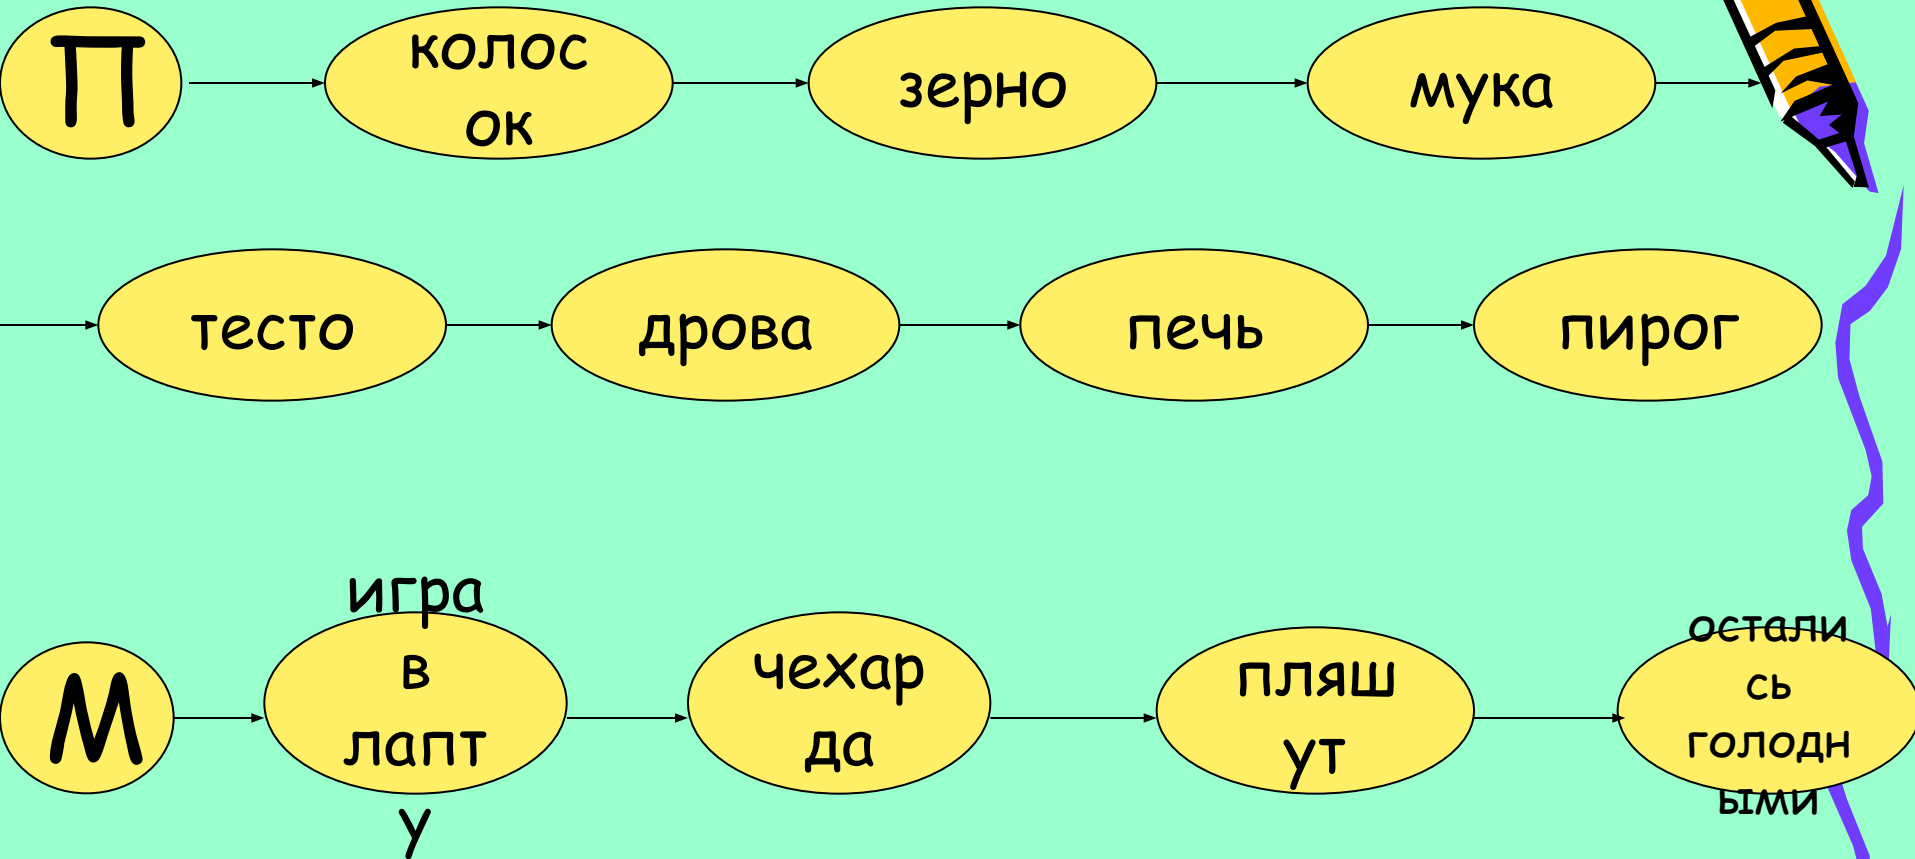 П
колос
ок
зерно
мука
тесто
дрова
печь
пирог
М
игра
в
лапт
у
чехар
да
пляш
ут
остали
сь
голодн
ыми